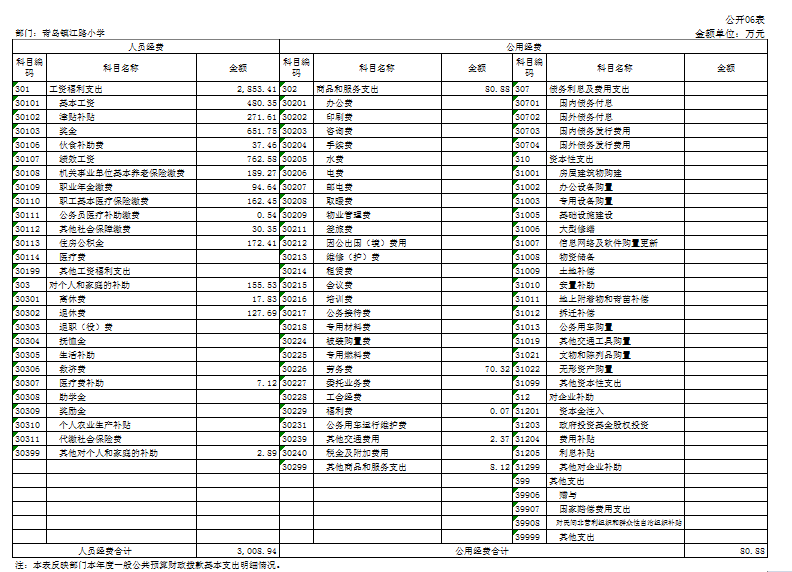 公开06表
部门：青岛镇江路小学 金额单位：万元
人员经费 公用经费
科目编码 科目名称 金额 科目编码 科目名称 金额 科目编码 科目名称 金额
301 工资福利支出 2,853.41 302 商品和服务支出 80.88 307 债务利息及费用支出
30101 基本工资 480.35 30201 办公费 30701 国内债务付息
30102 津贴补贴 271.61 30202 印刷费 30702 国外债务付息
30103 奖金 651.75 30203 咨询费 30703 国内债务发行费用
30106 伙食补助费 37.46 30204 手续费 30704 国外债务发行费用
30107 绩效工资 762.58 30205 水费 310 资本性支出
30108 机关事业单位基本养老保险缴费 189.27 30206 电费 31001 房屋建筑物购建
30109 职业年金缴费 94.64 30207 邮电费 31002 办公设备购置
30110 职工基本医疗保险缴费 162.45 30208 取暖费 31003 专用设备购置
30111 公务员医疗补助缴费 0.54 30209 物业管理费 31005 基础设施建设
30112 其他社会保障缴费 30.35 30211 差旅费 31006 大型修缮
30113 住房公积金 172.41 30212 因公出国（境）费用 31007 信息网络及软件购置更新
30114 医疗费 30213 维修（护）费 31008 物资储备
30199 其他工资福利支出 30214 租赁费 31009 土地补偿
303 对个人和家庭的补助 155.53 30215 会议费 31010 安置补助
30301 离休费 17.83 30216 培训费 31011 地上附着物和青苗补偿
30302 退休费 127.69 30217 公务接待费 31012 拆迁补偿
30303 退职（役）费 30218 专用材料费 31013 公务用车购置
30304 抚恤金 30224 被装购置费 31019 其他交通工具购置
30305 生活补助 30225 专用燃料费 31021 文物和陈列品购置
30306 救济费 30226 劳务费 70.32 31022 无形资产购置
30307 医疗费补助 7.12 30227 委托业务费 31099 其他资本性支出
30308 助学金 30228 工会经费 312 对企业补助
30309 奖励金 30229 福利费 0.07 31201 资本金注入
30310 个人农业生产补贴 30231 公务用车运行维护费 31203 政府投资基金股权投资
30311 代缴社会保险费 30239 其他交通费用 2.37 31204 费用补贴
30399 其他对个人和家庭的补助 2.89 30240 税金及附加费用 31205 利息补贴
30299 其他商品和服务支出 8.12 31299 其他对企业补助
399 其他支出
39906 赠与
39907 国家赔偿费用支出
39908 对民间非营利组织和群众性自治组织补贴
39999 其他支出
人员经费合计 3,008.94 公用经费合计 80.88
注：本表反映部门本年度一般公共预算财政拨款基本支出明细情况。